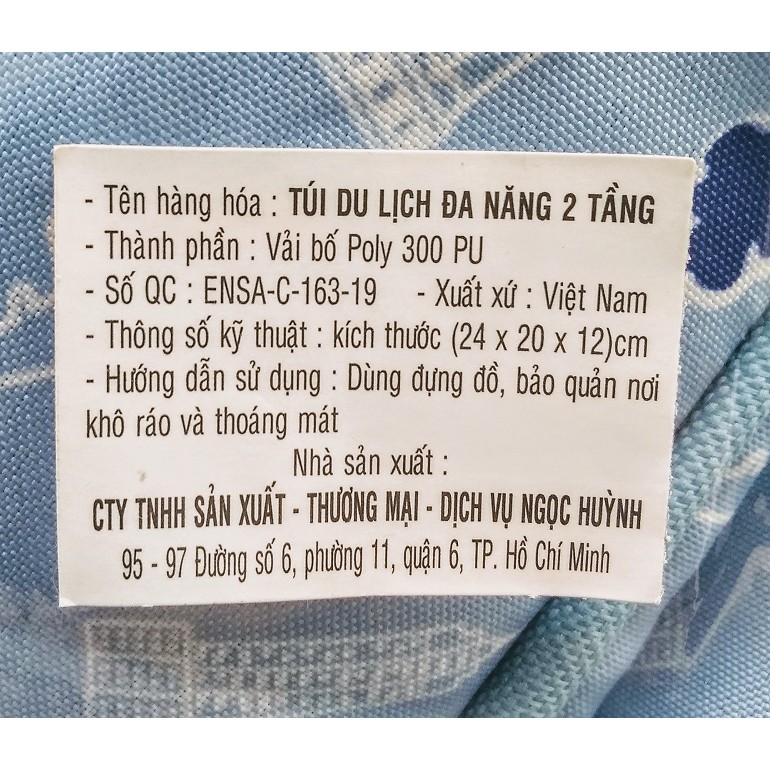 - Tên hàng hóa : TÚI DU LỊCH ĐA NĂNG 2 TẦNG
- Thành phần : Vải bố Poly 300 PU
- Số QC : ENSA-C-163-19 - Xuất xứ : Việt Nam
- Thông số kỹ thuật : kích thước (24 x 20 x 12)cm
- Hướng dẫn sử dụng : Dùng đựng đồ, bảo quản nơi
khô ráo và thoáng mát
Nhà sản xuất :
CTY TNHH SẢN XUẤT - THƯƠNG MẠI - DỊCH VỤ NGỌC HUỲNH
95 - 97 Đường số 6, phường 11, quận 6, TP. Hồ Chí Minh